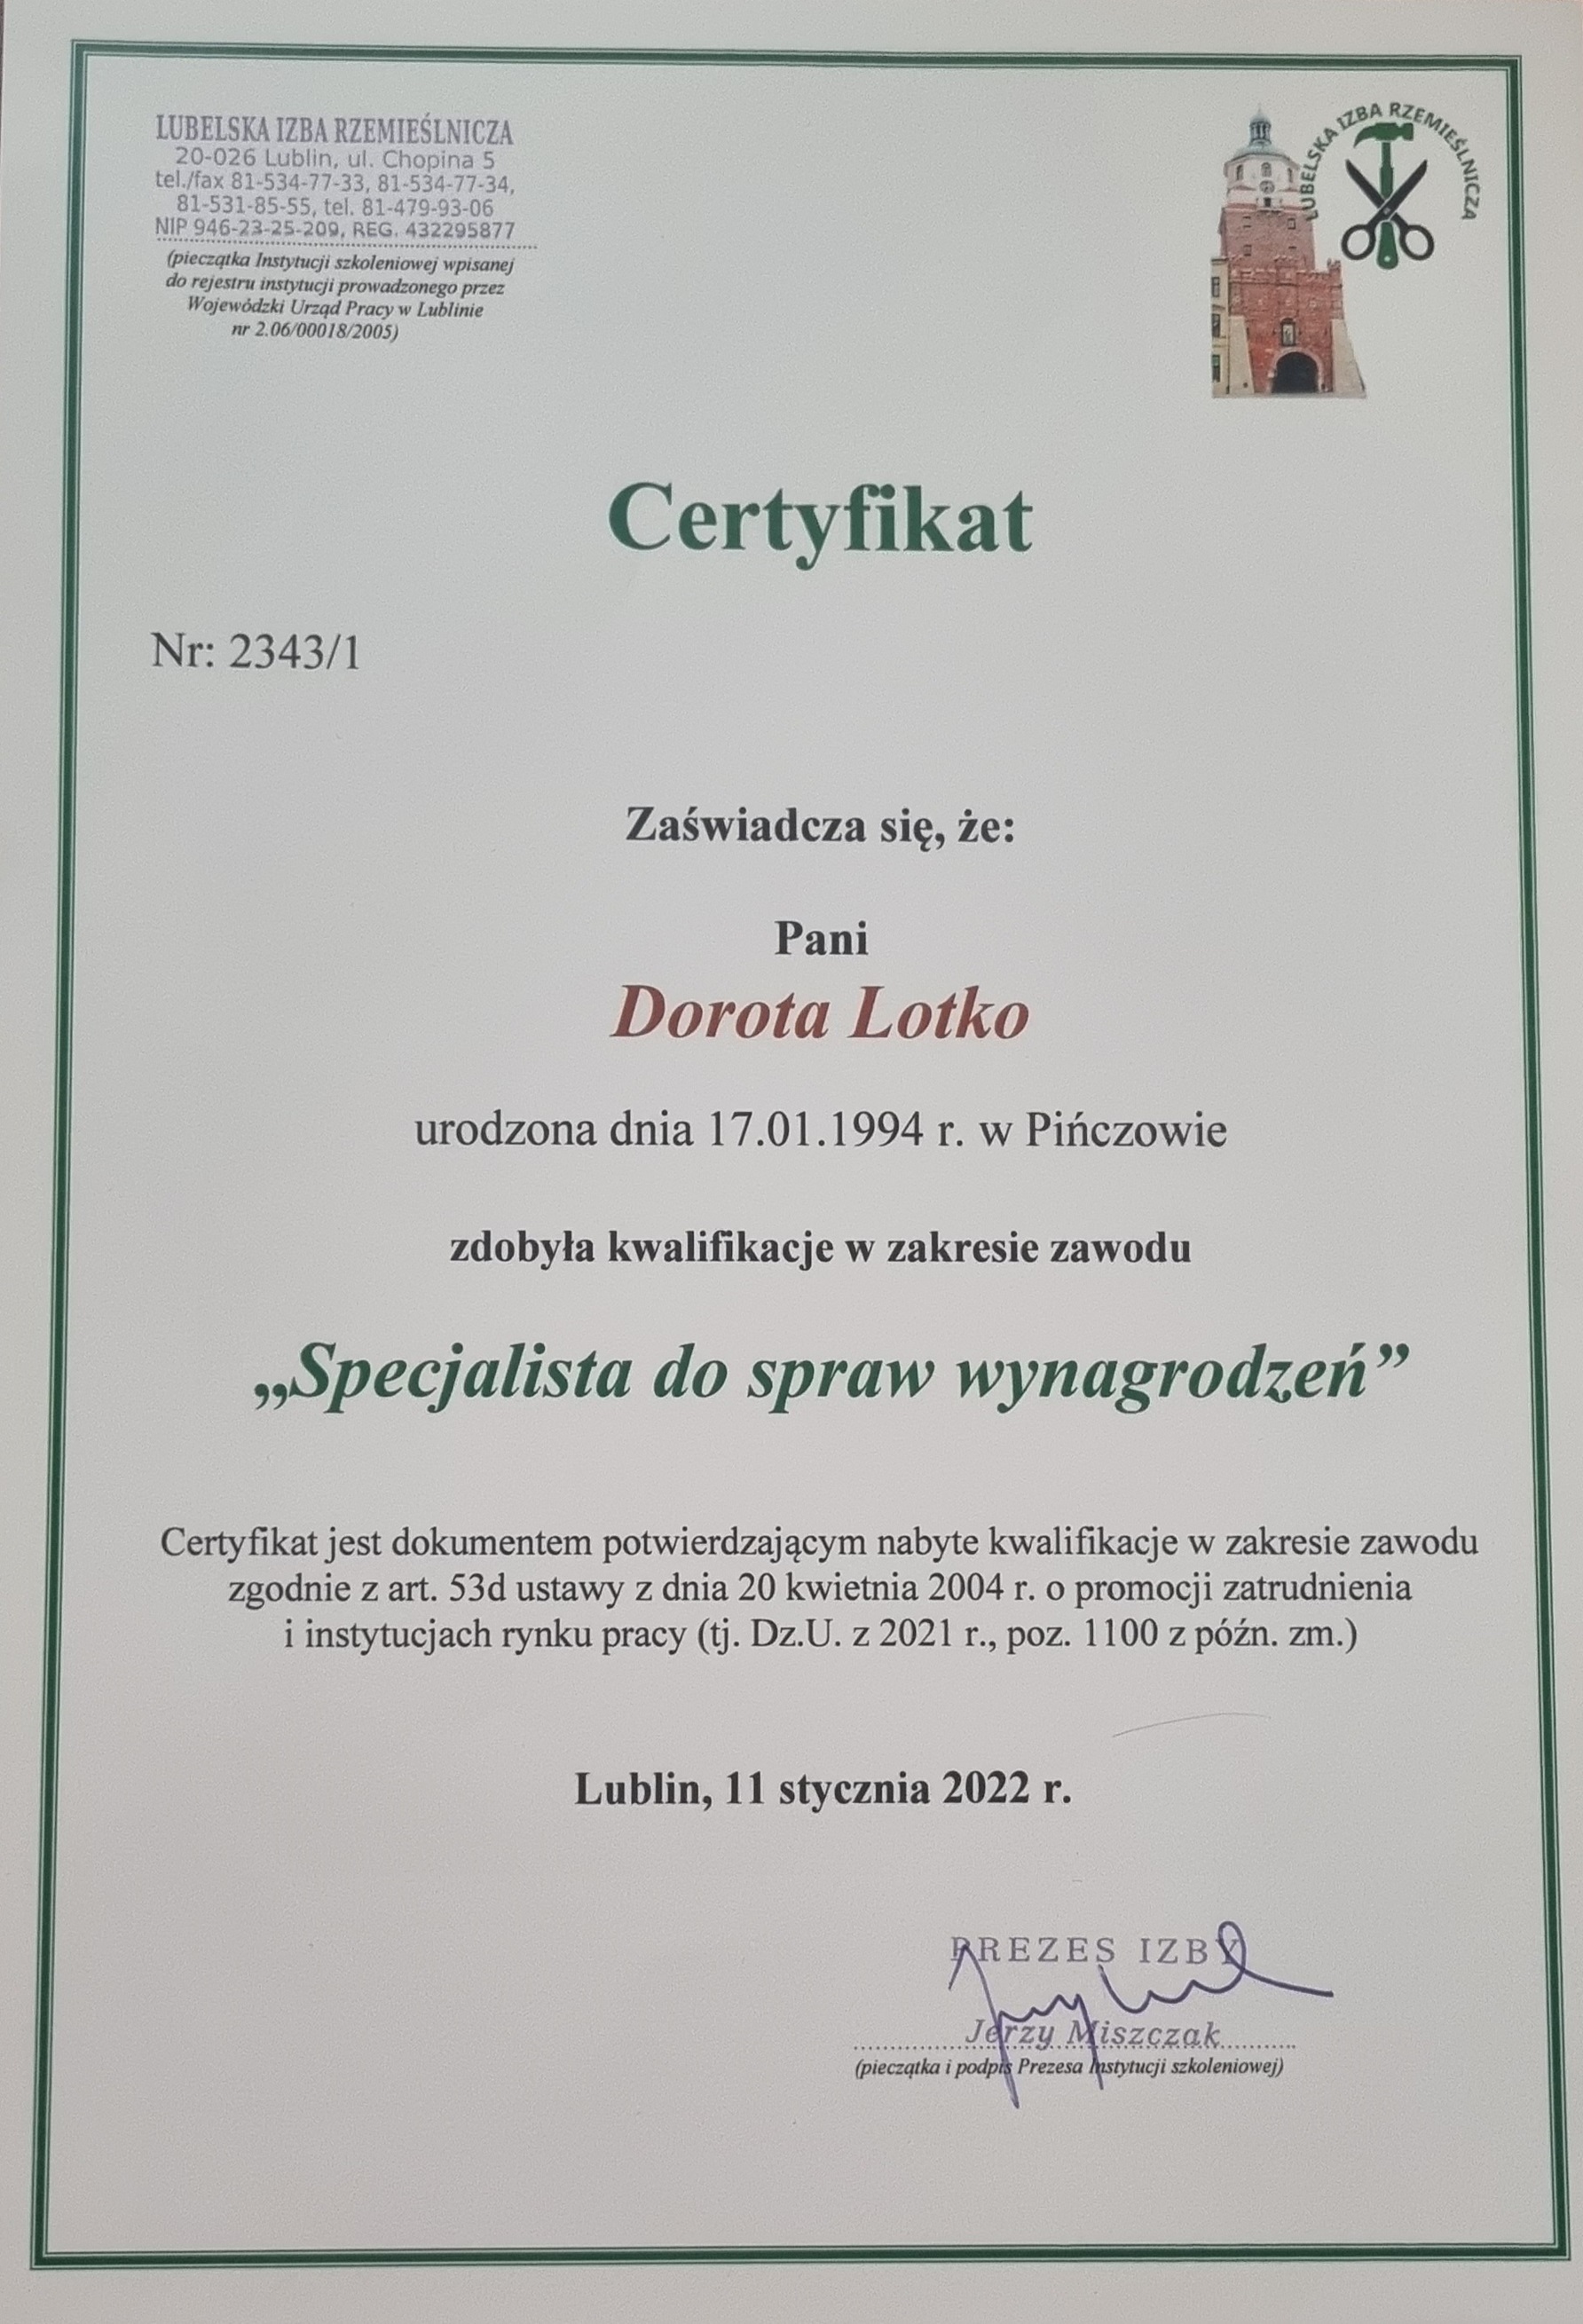 LUBELSKA IZBA RZEMIEŚLNICZA
20-026 Lublin, ul. Chopina 5
tel./fax 81-534-77-33, 81-534-77-34,
81-531-85-55, tel. 81-479-93-06
NIP 946-23-25-209, REG. 432295877
(pieczątka Instytucji szkoleniowej wpisanej
do rejestru instytucji prowadzonego przez
Wojewódzki Urząd Pracy w Lublinie
nr 2.06/00018/2005)
LUBELSKA IZBA RZEMIEŚLNICZA
Certyfikat
Nr: 2343/1
Zaświadcza się, że:
Pani
Dorota Lotko
urodzona dnia 17.01.1994 r. w Pińczowie
zdobyła kwalifikacje w zakresie zawodu
„Specjalista do spraw wynagrodzeń”
Certyfikat jest dokumentem potwierdzającym nabyte kwalifikacje w zakresie zawodu
zgodnie z art. 53d ustawy z dnia 20 kwietnia 2004 r. o promocji zatrudnienia
i instytucjach rynku pracy (tj. Dz.U. z 2021 r., poz. 1100 z późn. zm.)
Lublin, 11 stycznia 2022 r.
PREZES IZBY
Jerzy Miszczak
(pieczątka i podpis Prezesa Instytucji szkoleniowej)